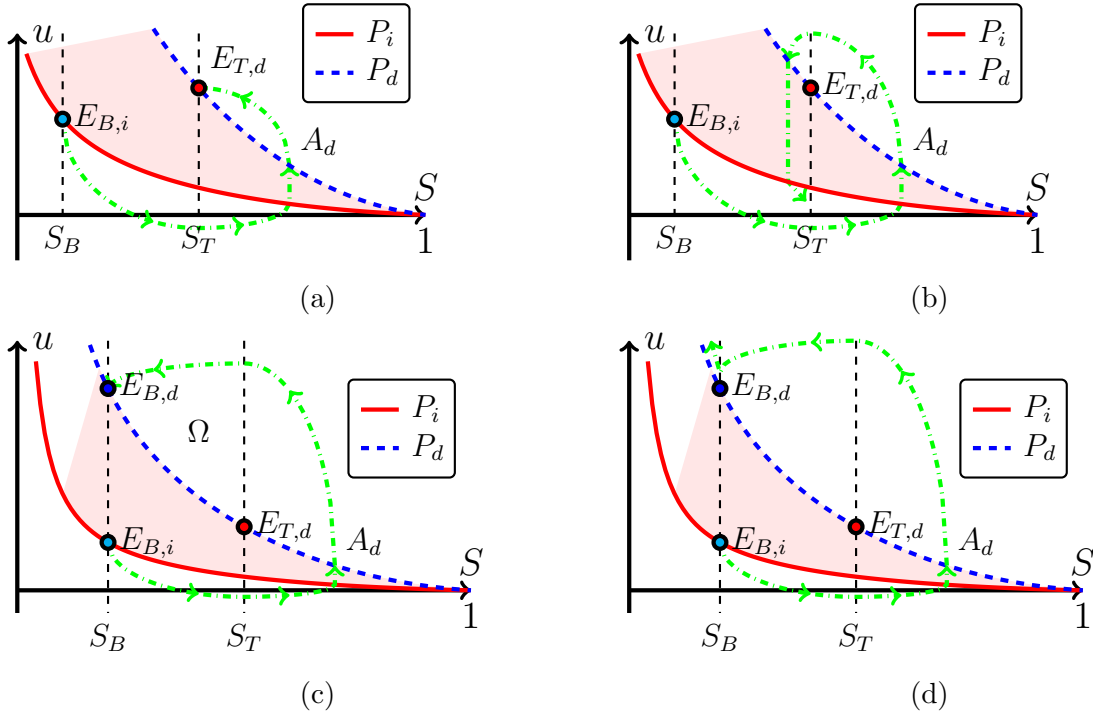 u
P_i
P_d
E_{T,d}
E_{B,i}
A_d
S
S_B
S_T
1
(a)
u
P_i
P_d
E_{T,d}
E_{B,i}
A_d
S
S_B
S_T
1
(b)
u
E_{B,d}
P_i
P_d
Ω
E_{T,d}
E_{B,i}
A_d
S
1
S_B
S_T
(c)
u
E_{B,d}
P_i
P_d
E_{T,d}
E_{B,i}
A_d
S
1
S_B
S_T
(d)